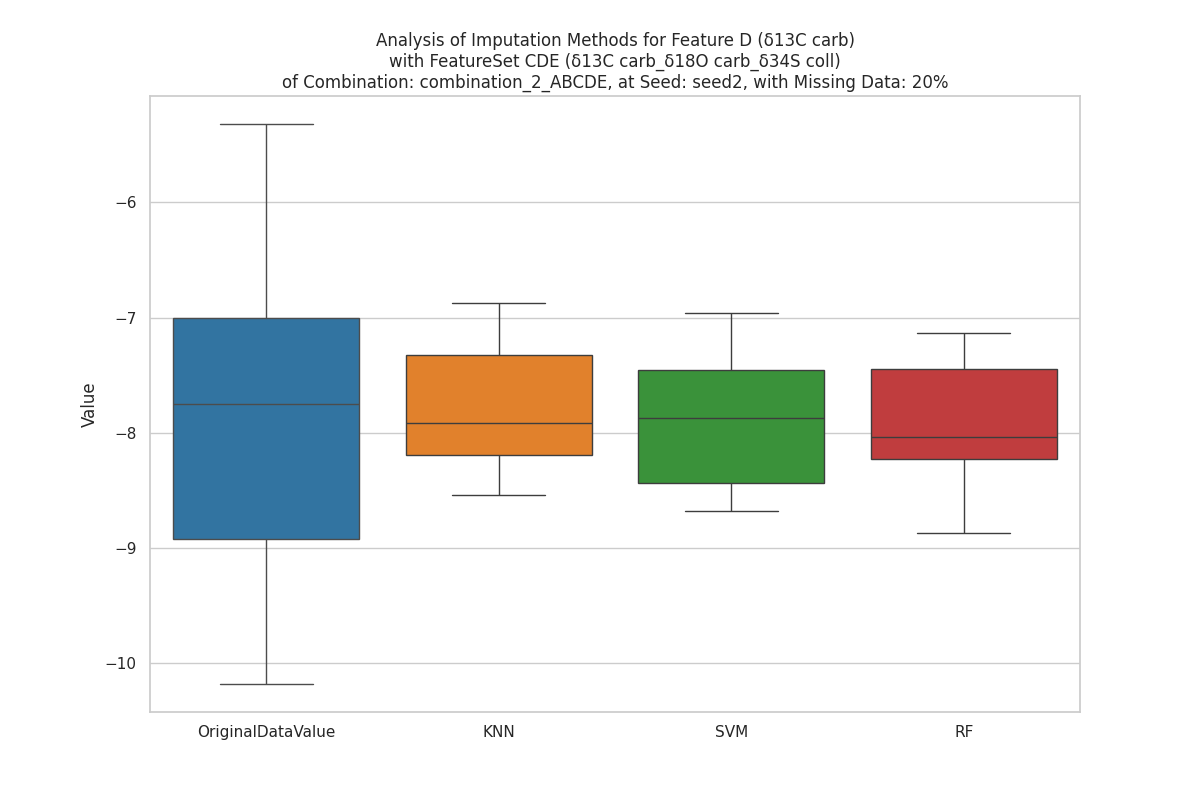 Analysis of Imputation Methods for Feature D (δ13C carb)
with FeatureSet CDE (δ13C carb_δ18O carb_δ34S coll)
of Combination: combination_2_ABCDE, at Seed: seed2, with Missing Data: 20%
Value
−6
−7
−8
−9
−10
OriginalDataValue
KNN
SVM
RF